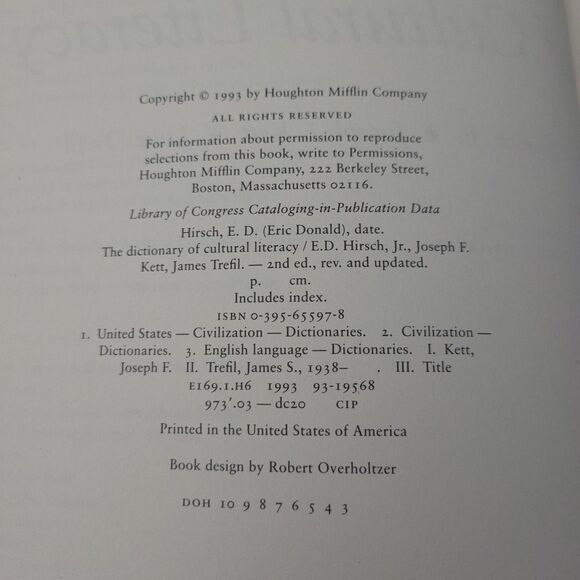 Cultural Literacy
Copyright © 1993 by Houghton Mifflin Company
ALL RIGHTS RESERVED
For information about permission to reproduce
selections from this book, write to Permissions,
Houghton Mifflin Company, 222 Berkeley Street,
Boston, Massachusetts 02116.
Library of Congress Cataloging-in-Publication Data
Hirsch, E. D. (Eric Donald), date.
The dictionary of cultural literacy / E.D. Hirsch, Jr., Joseph F.
Kett, James Trefil. — 2nd ed., rev. and updated.
p. cm.
Includes index.
ISBN 0-395-65597-8
1. United States — Civilization — Dictionaries. 2. Civilization —
Dictionaries. 3. English language — Dictionaries. I. Kett,
Joseph F. II. Trefil, James S., 1938– . III. Title
E169.1.H6 1993 93-19568
973'.03 — dc20 CIP
Printed in the United States of America
Book design by Robert Overholtzer
DOH 10 9 8 7 6 5 4 3